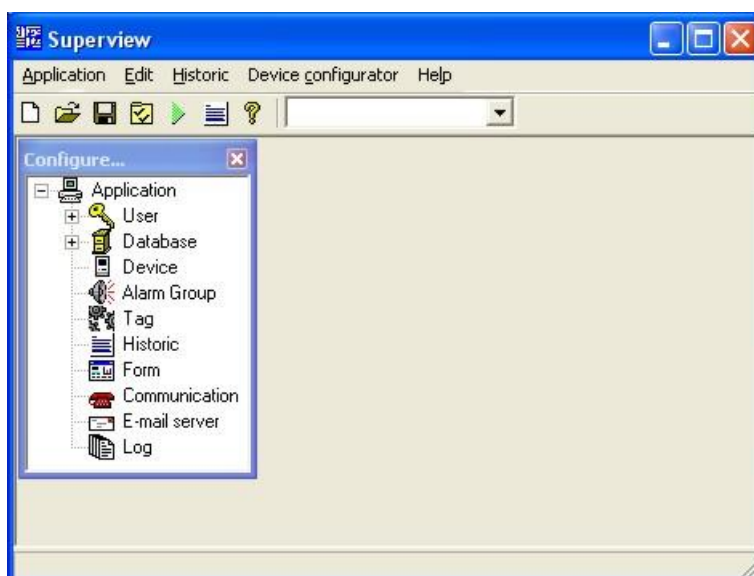 Superview
Application Edit Historic Device configurator Help
Configure...
Application
User
Database
Device
Alarm Group
Tag
Historic
Form
Communication
E-mail server
Log